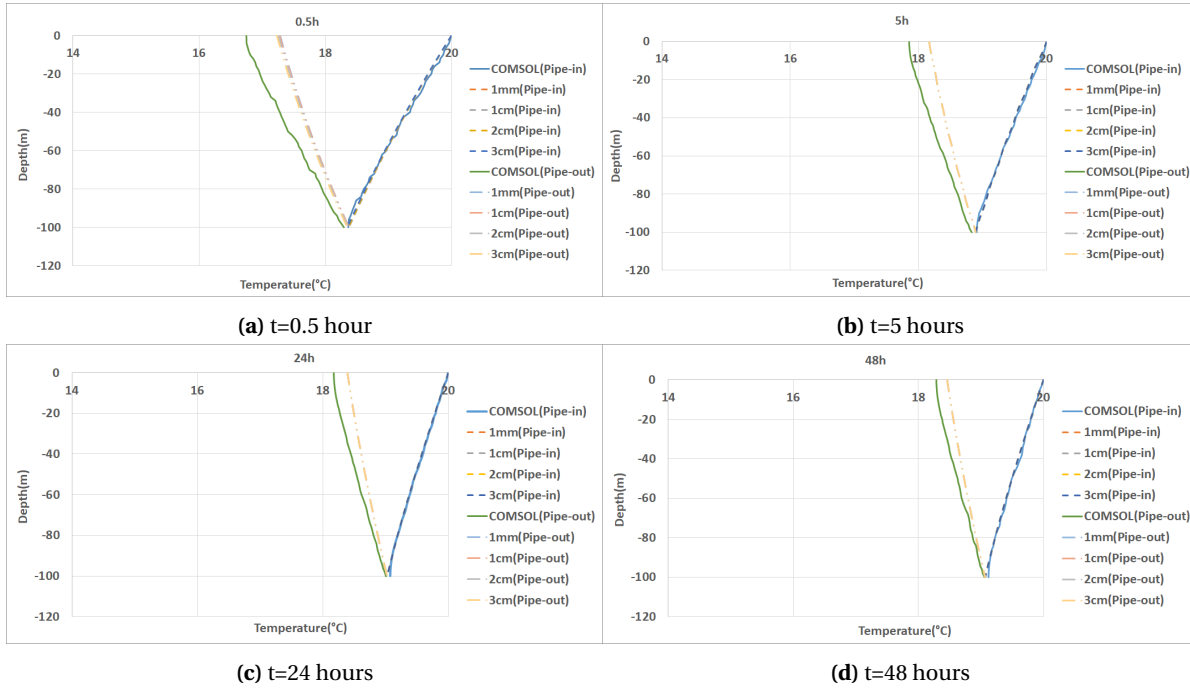 0.5h
14 16 18 20
0
-20
-40
-60
-80
-100
-120
Depth(m)
Temperature(°C)
COMSOL(Pipe-in)
1mm(Pipe-in)
1cm(Pipe-in)
2cm(Pipe-in)
3cm(Pipe-in)
COMSOL(Pipe-out)
1mm(Pipe-out)
1cm(Pipe-out)
2cm(Pipe-out)
3cm(Pipe-out)
(a) t=0.5 hour
5h
14 16 18 20
0
-20
-40
-60
-80
-100
-120
Depth(m)
Temperature(°C)
COMSOL(Pipe-in)
1mm(Pipe-in)
1cm(Pipe-in)
2cm(Pipe-in)
3cm(Pipe-in)
COMSOL(Pipe-out)
1mm(Pipe-out)
1cm(Pipe-out)
2cm(Pipe-out)
3cm(Pipe-out)
(b) t=5 hours
24h
14 16 18 20
0
-20
-40
-60
-80
-100
-120
Depth(m)
Temperature(°C)
COMSOL(Pipe-in)
1mm(Pipe-in)
1cm(Pipe-in)
2cm(Pipe-in)
3cm(Pipe-in)
COMSOL(Pipe-out)
1mm(Pipe-out)
1cm(Pipe-out)
2cm(Pipe-out)
3cm(Pipe-out)
(c) t=24 hours
48h
14 16 18 20
0
-20
-40
-60
-80
-100
-120
Depth(m)
Temperature(°C)
COMSOL(Pipe-in)
1mm(Pipe-in)
1cm(Pipe-in)
2cm(Pipe-in)
3cm(Pipe-in)
COMSOL(Pipe-out)
1mm(Pipe-out)
1cm(Pipe-out)
2cm(Pipe-out)
3cm(Pipe-out)
(d) t=48 hours